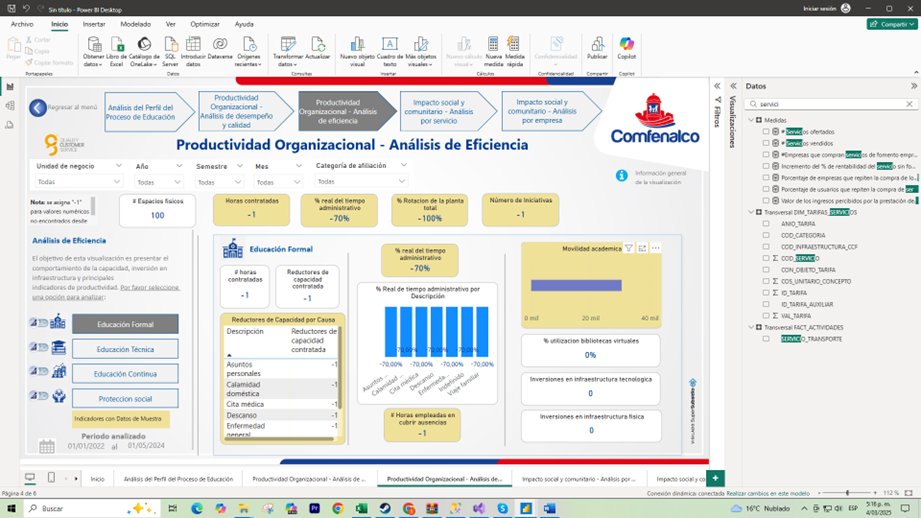 Sin título - Power BI Desktop
Buscar
Iniciar sesión
Archivo
Inicio
Insertar
Modelado
Ver
Optimizar
Ayuda
Compartir
Pegar
Cortar
Copiar
Copiar formato
Obtener datos
Libro de Excel
Catálogo de OneLake
SQL Server
Introducir datos
Dataverse
Orígenes recientes
Transformar datos
Actualizar
Nuevo objeto visual
Cuadro de texto
Más objetos visuales
Nuevo cálculo visual
Nueva medida
Medida rápida
Confidencialidad
Publicar
Copilot
Portapapeles
Datos
Consultas
Insertar
Cálculos
Confidencialidad
Compartir
Copilot
Regresar al menú
Análisis del Perfil del Proceso de Educación
Productividad Organizacional - Análisis de desempeño y calidad
Productividad Organizacional - Análisis de eficiencia
Impacto social y comunitario - Análisis por servicio
Impacto social y comunitario - Análisis por empresa
Comfenalco
QUALITY CUSTOMER SERVICE
Productividad Organizacional - Análisis de Eficiencia
Unidad de negocio
Todas
Año
Todas
Semestre
Todas
Mes
Todas
Categoría de afiliación
Todas
Información general de la visualización
Nota: se asigna "-1" para valores numéricos no encontrados desde
# Espacios físicos
100
Horas contratadas
-1
% real del tiempo administrativo
-70%
% Rotacion de la planta total
-100%
Número de Iniciativas
-1
Análisis de Eficiencia
El objetivo de esta visualización es presentar el comportamiento de la capacidad, inversión en infraestructura y principales indicadores de productividad. Por favor seleccione una opción para analizar:
Educación Formal
Educación Técnica
Educación Continua
Proteccion social
Indicadores con Datos de Muestra
Periodo analizado
01/01/2022 al 01/05/2024
Educación Formal
# horas contratadas
-1
Reductores de capacidad contratada
-1
Reductores de Capacidad por Causa
Descripción
Reductores de capacidad contratada
Asuntos personales -1
Calamidad doméstica -1
Cita médica -1
Descanso -1
Enfermedad general -1
% real del tiempo administrativo
-70%
% Real de tiempo administrativo por Descripción
-70,00%
-70,00%
-70,00% -70,00% -70,00% -70,00%
Asuntos ...
Calamidad ...
Cita médica
Descanso
Enfermeda...
Indefinido
Viaje familiar
# Horas empleadas en cubrir ausencias
-1
Movilidad academica
0 mil
20 mil
40 mil
% utilizacion bibliotecas virtuales
0%
Inversiones en infraestructura tecnologica
0
Inversiones en infraestructura fisica
0
VIGILADO SuperSubsidio
Filtros
Visualizaciones
Datos
servici
Medidas
#Servicios ofertados
#Servicios vendidos
#Empresas que compran servicios de fomento empr...
Incremento del % de rentabilidad del servicio sin fo...
Porcentaje de empresas que repiten la compra de lo...
Porcentaje de usuarios que repiten la compra de ser
Valor de los ingresos percibidos por la prestación de...
Transversal DIM_TARIFAS_SERVICIOS
ANIO_TARIFA
COD_CATEGORIA
COD_INFRAESTRUCTURA_CCF
COD_SERVICIO
CON_OBJETO_TARIFA
COS_UNITARIO_CONCEPTO
ID_TARIFA
ID_TARIFA_AUXILIAR
VAL_TARIFA
Transversal FACT_ACTIVIDADES
SERVICIO_TRANSPORTE
Inicio
Análisis del Perfil del Proceso de Educación
Productividad Organizacional - Análisis de ...
Productividad Organizacional - Análisis de...
Impacto social y comunitario - Análisis por ...
Impacto social y co
Página 4 de 6
Conexión dinámica: conectada Realizar cambios en este modelo
112 %
Buscar
16°C Nublado
ESP
5:16 p. m.
4/03/2025